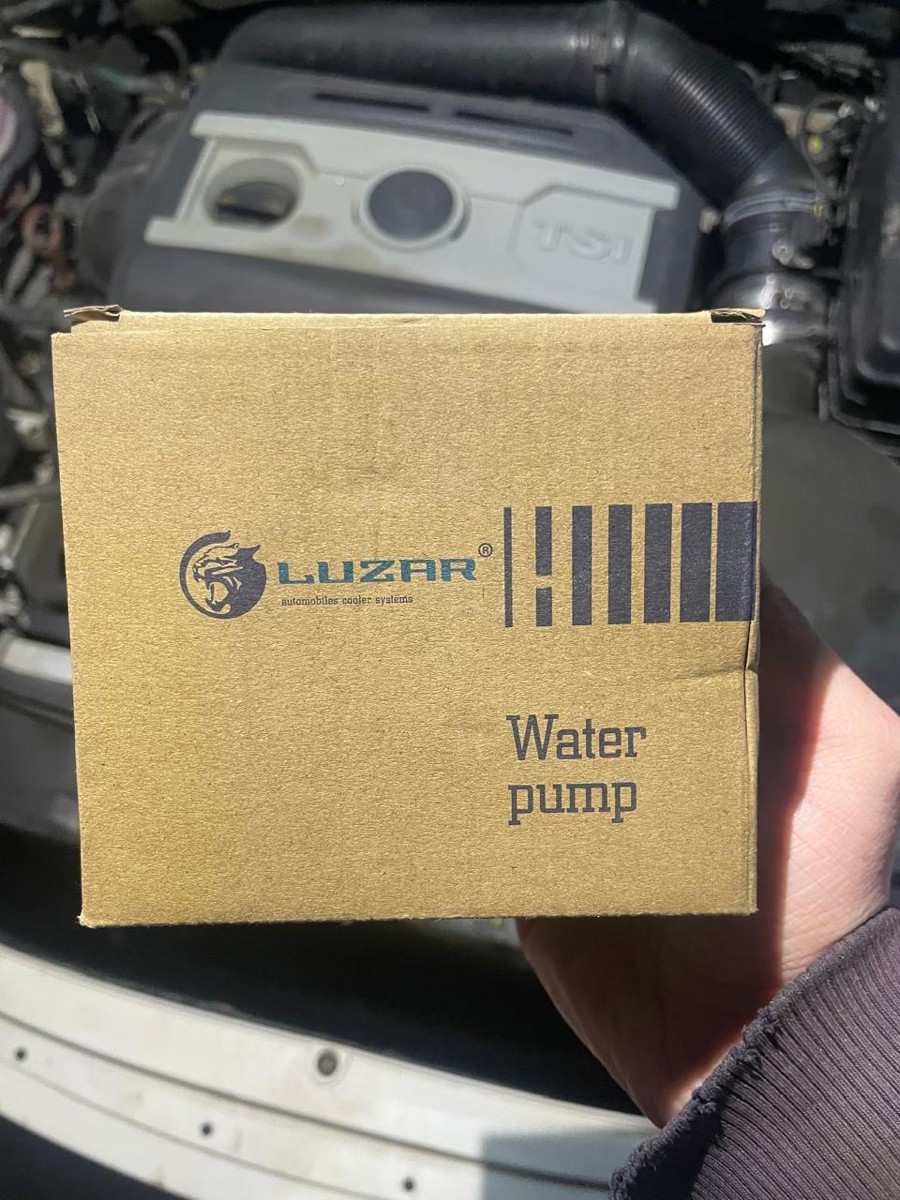 TSI
LUZAR®
automobiles cooler systems
Water
pump